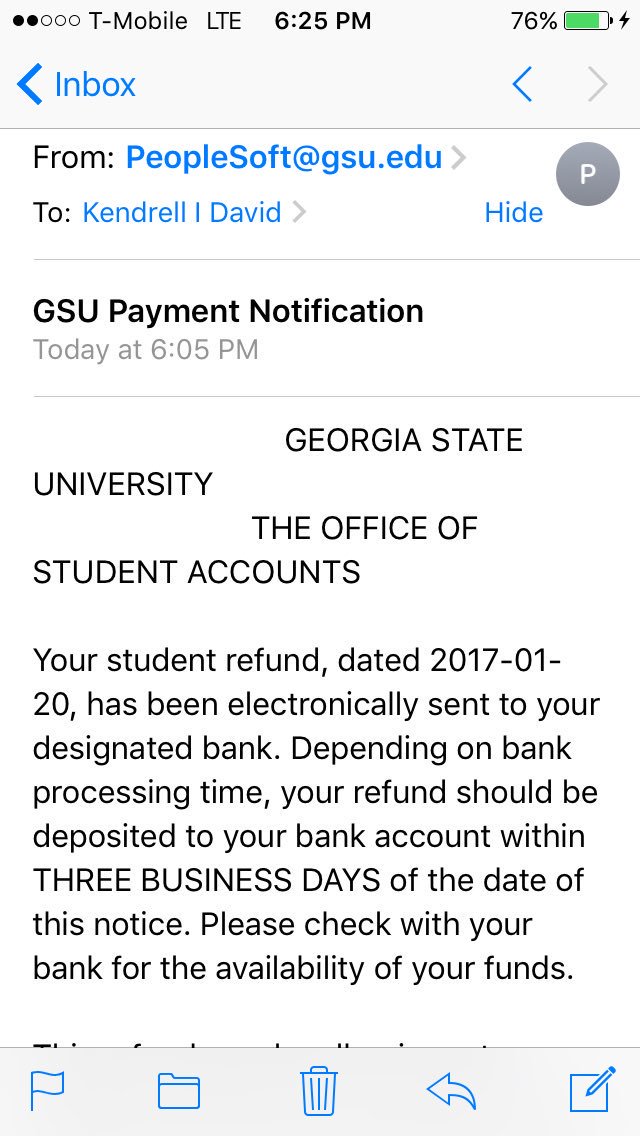 T-Mobile LTE 6:25 PM 76%
Inbox
From: PeopleSoft@gsu.edu
P
To: Kendrell I David Hide
GSU Payment Notification
Today at 6:05 PM
GEORGIA STATE
UNIVERSITY
THE OFFICE OF
STUDENT ACCOUNTS
Your student refund, dated 2017-01-
20, has been electronically sent to your
designated bank. Depending on bank
processing time, your refund should be
deposited to your bank account within
THREE BUSINESS DAYS of the date of
this notice. Please check with your
bank for the availability of your funds.